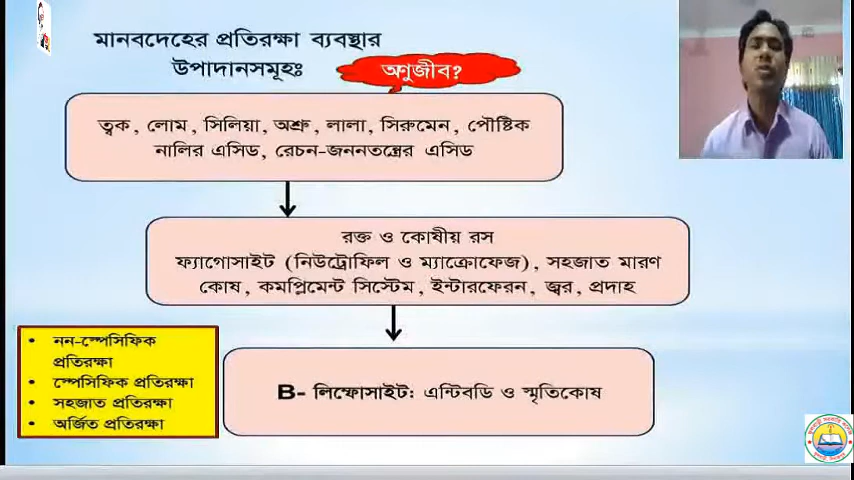 মানবদেহের প্রতিরক্ষা ব্যবস্থার
উপাদানসমূহঃ
অণুজীব?
ত্বক, লোম, সিলিয়া, অশ্রু, লালা, সিরুমেন, পৌষ্টিক
নালির এসিড, রেচন-জননতন্ত্রের এসিড
রক্ত ও কোষীয় রস
ফ্যাগোসাইট (নিউট্রোফিল ও ম্যাক্রোফেজ), সহজাত মারণ
কোষ, কমপ্লিমেন্ট সিস্টেম, ইন্টারফেরন, জ্বর, প্রদাহ
নন-স্পেসিফিক
প্রতিরক্ষা
স্পেসিফিক প্রতিরক্ষা
সহজাত প্রতিরক্ষা
অর্জিত প্রতিরক্ষা
B- লিম্ফোসাইট: এন্টিবডি ও স্মৃতিকোষ